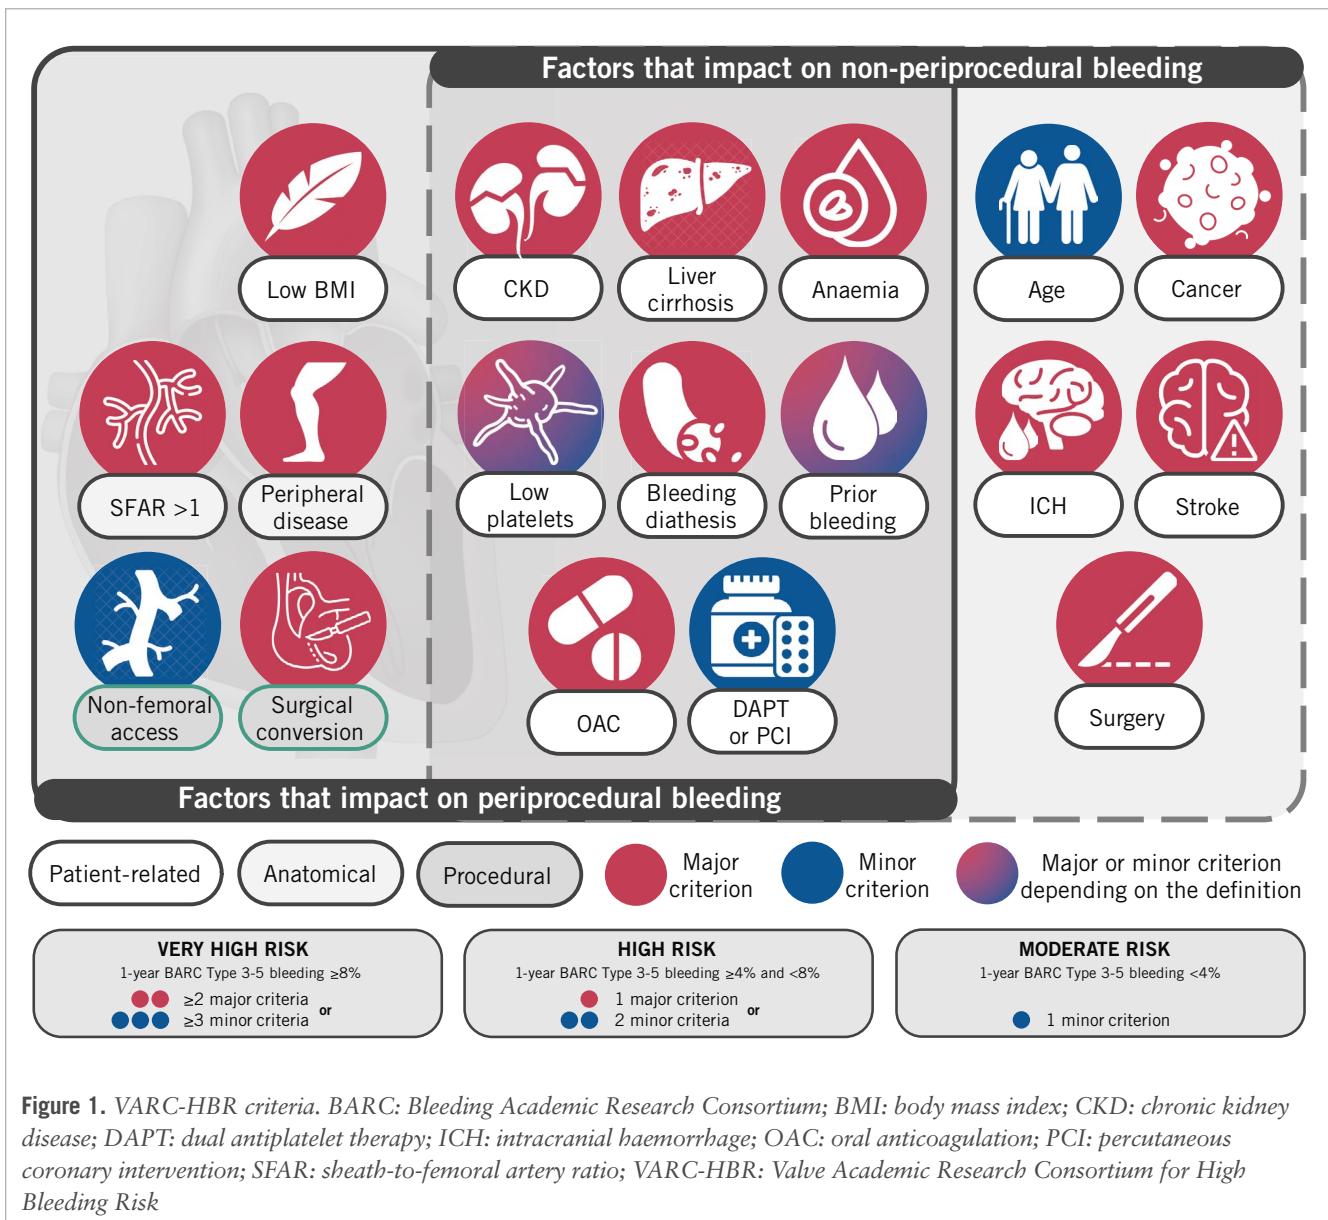 Factors that impact on non-periprocedural bleeding
Low BMI
CKD
Liver
cirrhosis
Anaemia
Age
Cancer
SFAR >1
Peripheral
disease
Low
platelets
Bleeding
diathesis
Prior
bleeding
ICH
Stroke
Non-femoral
access
Surgical
conversion
OAC
DAPT
or PCI
Surgery
Factors that impact on periprocedural bleeding
Patient-related
Anatomical
Procedural
Major
criterion
Minor
criterion
Major or minor criterion
depending on the definition
VERY HIGH RISK
1-year BARC Type 3-5 bleeding ≥8%
≥2 major criteria
or
≥3 minor criteria
HIGH RISK
1-year BARC Type 3-5 bleeding ≥4% and <8%
1 major criterion
or
2 minor criteria
MODERATE RISK
1-year BARC Type 3-5 bleeding <4%
1 minor criterion
Figure 1. VARC-HBR criteria. BARC: Bleeding Academic Research Consortium; BMI: body mass index; CKD: chronic kidney
disease; DAPT: dual antiplatelet therapy; ICH: intracranial haemorrhage; OAC: oral anticoagulation; PCI: percutaneous
coronary intervention; SFAR: sheath-to-femoral artery ratio; VARC-HBR: Valve Academic Research Consortium for High
Bleeding Risk